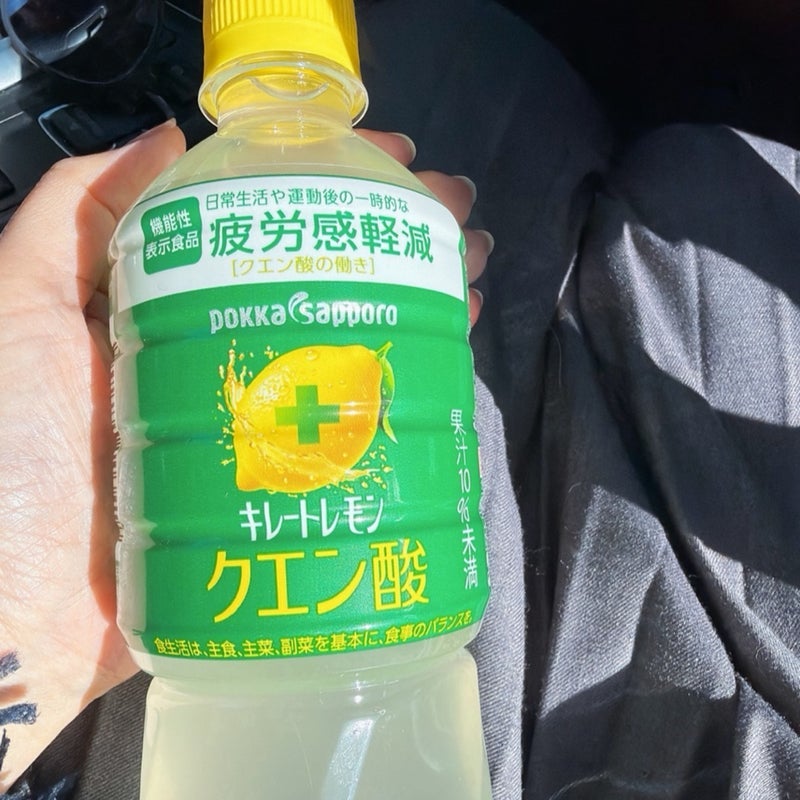 日常生活や運動後の一時的な
機能性
表示食品
疲労感軽減
[クエン酸の働き]
pokka sapporo
キレートレモン
クエン酸
果汁10%未満
食生活は、主食、主菜、副菜を基本に、食事のバランスを。